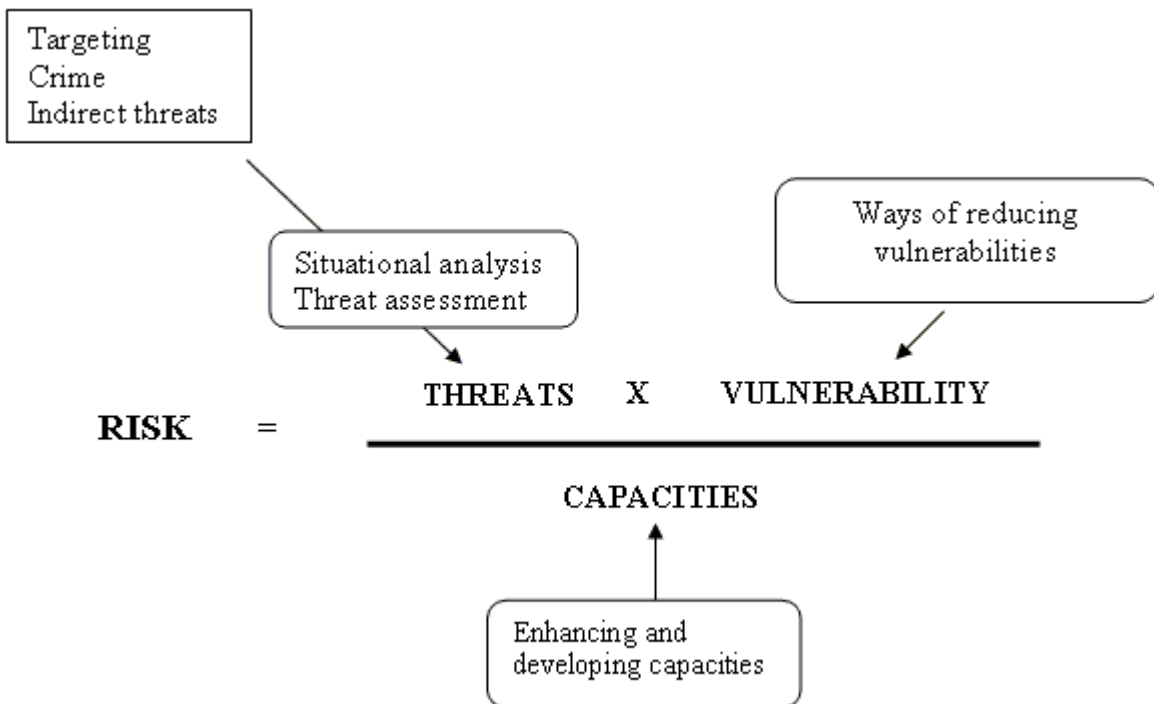 Targeting
Crime
Indirect threats
Ways of reducing
vulnerabilities
Situational analysis
Threat assessment
THREATS X VULNERABILITY
RISK =
CAPACITIES
Enhancing and
developing capacities